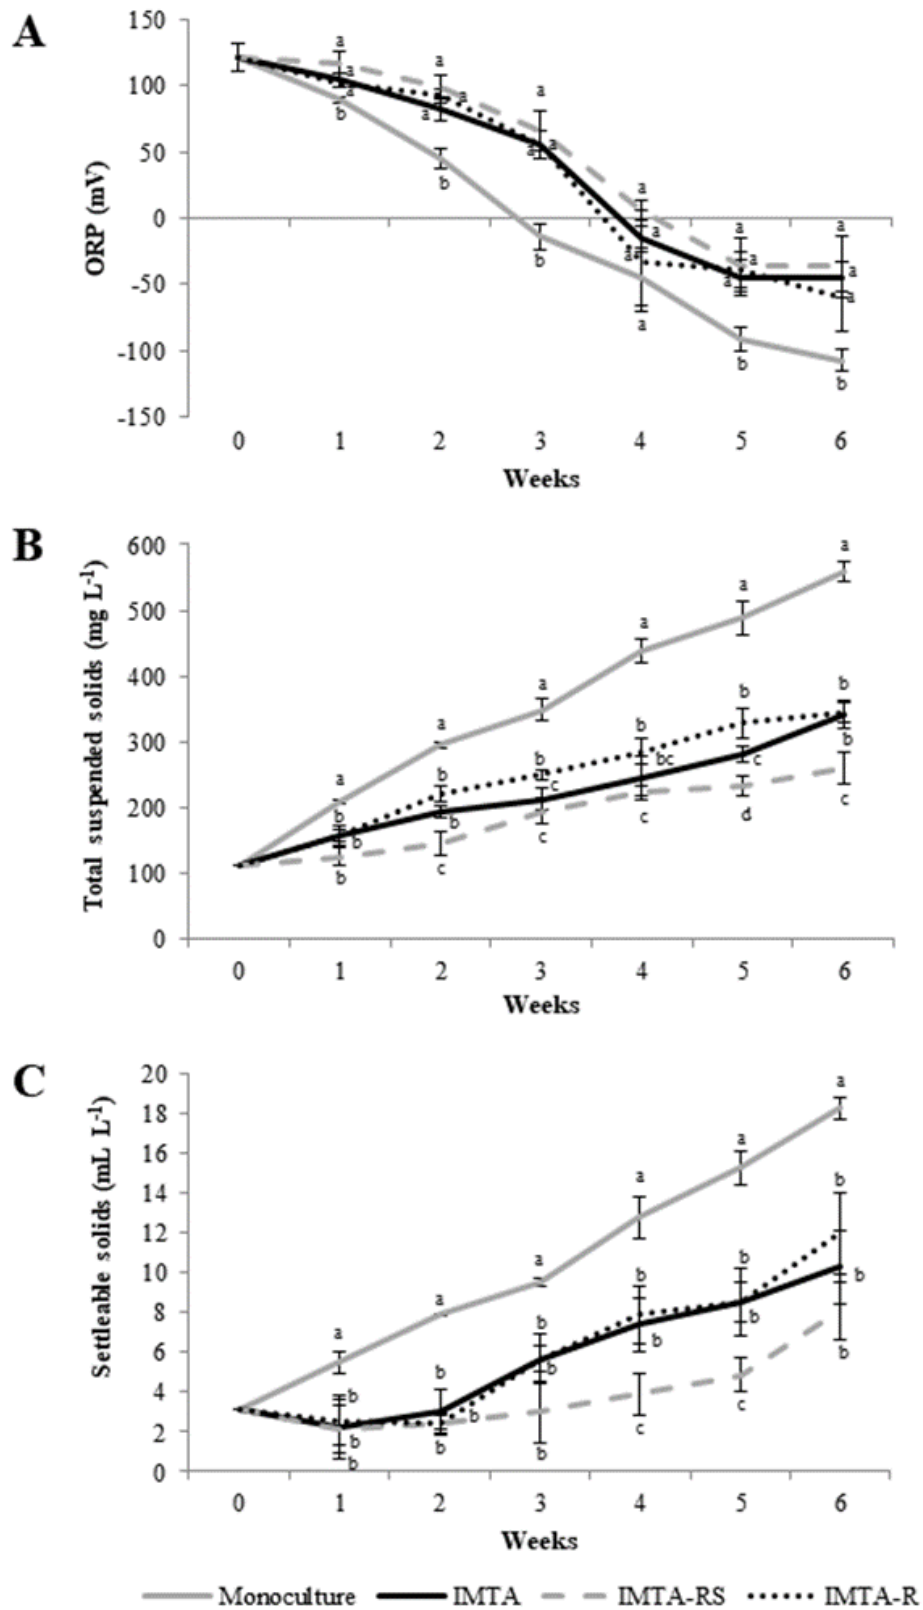 A
ORP (mV)
150
100
50
0
-50
-100
-150
a
a
a
b
a
a
a
b
a
a
a
b
a
a
a
a
a
a
a
b
a
a
a
b
0 1 2 3 4 5 6
Weeks
B
Total suspended solids (mg L-1)
600
500
400
300
200
100
0
a
b
b
b
a
b
b
c
a
b
c
c
a
b
bc
c
a
b
c
d
a
b
b
c
0 1 2 3 4 5 6
Weeks
C
Settleable solids (mL L-1)
20
18
16
14
12
10
8
6
4
2
0
a
b
b
b
a
b
b
b
a
b
b
b
a
b
b
c
a
b
b
c
a
b
b
b
0 1 2 3 4 5 6
Weeks
Monoculture IMTA IMTA-RS IMTA-R